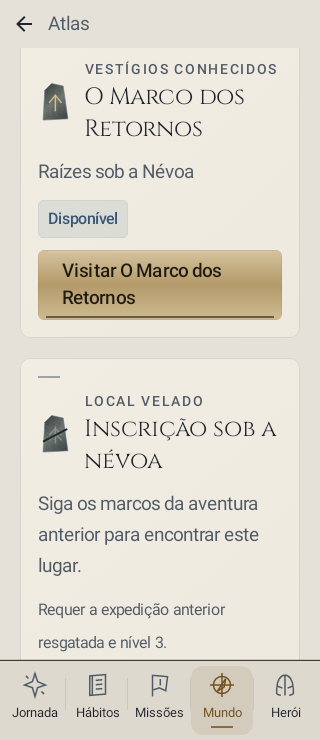 Atlas
VESTÍGIOS CONHECIDOS
O Marco dos
Retornos
Raízes sob a Névoa
Disponível
Visitar O Marco dos
Retornos
LOCAL VELADO
Inscrição sob a
névoa
Siga os marcos da aventura
anterior para encontrar este
lugar.
Requer a expedição anterior
resgatada e nível 3.
Jornada
Hábitos
Missões
Mundo
Herói